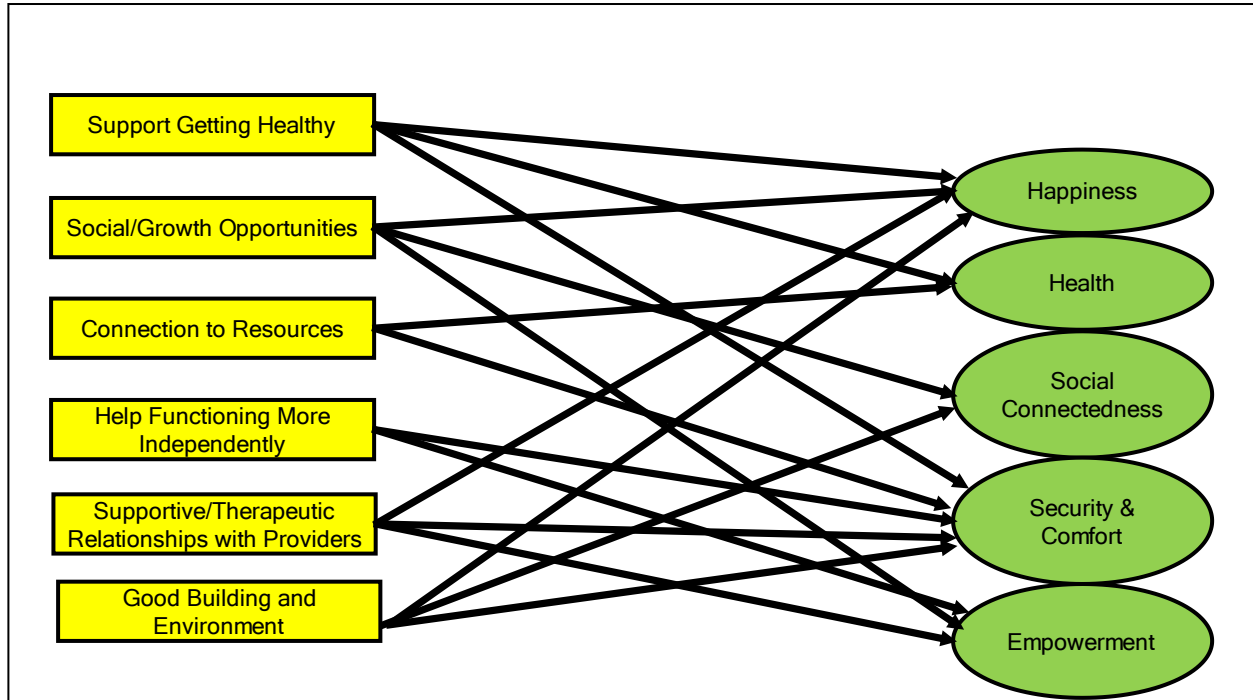 Support Getting Healthy
Social/Growth Opportunities
Connection to Resources
Help Functioning More
Independently
Supportive/Therapeutic
Relationships with Providers
Good Building and
Environment
Happiness
Health
Social
Connectedness
Security &
Comfort
Empowerment